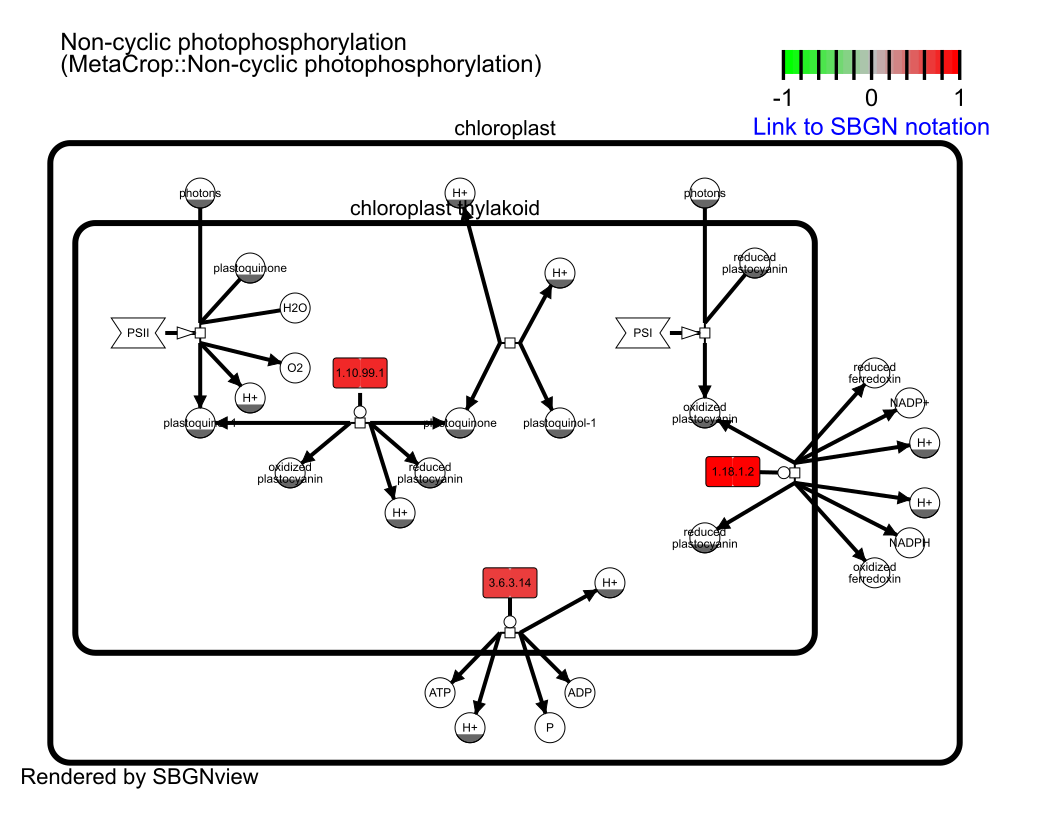 Non-cyclic photophosphorylation
(MetaCrop::Non-cyclic photophosphorylation)
-1 0 1
Link to SBGN notation
chloroplast
photons
H+
photons
chloroplast thylakoid
plastoquinone
H+
reduced
plastocyanin
H2O
PSII
PSI
O2
1.10.99.1
reduced
ferredoxin
H+
NADP+
oxidized
plastocyanin
plastoquinol-1
plastoquinone
plastoquinol-1
H+
oxidized
plastocyanin
reduced
plastocyanin
1.18.1.2
H+
H+
reduced
plastocyanin
NADPH
oxidized
ferredoxin
3.6.3.14
H+
ATP
ADP
H+
P
Rendered by SBGNview